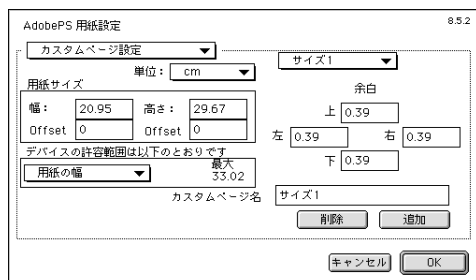 AdobePS 用紙設定
8.5.2
カスタムページ設定
サイズ1
単位: cm
用紙サイズ
余白
幅: 20.95 高さ: 29.67
上 0.39
Offset 0 Offset 0
左 0.39 右 0.39
デバイスの許容範囲は以下のとおりです
下 0.39
用紙の幅
最大
33.02
カスタムページ名 サイズ1
削除 追加
キャンセル OK